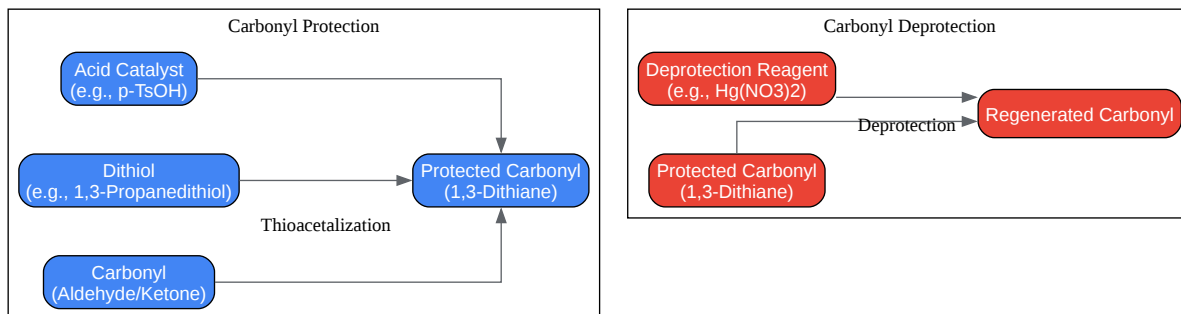 Carbonyl Protection
Acid Catalyst
(e.g., p-TsOH)
Dithiol
(e.g., 1,3-Propanedithiol)
Protected Carbonyl
(1,3-Dithiane)
Thioacetalization
Carbonyl
(Aldehyde/Ketone)
Carbonyl Deprotection
Deprotection Reagent
(e.g., Hg(NO3)2)
Regenerated Carbonyl
Deprotection
Protected Carbonyl
(1,3-Dithiane)